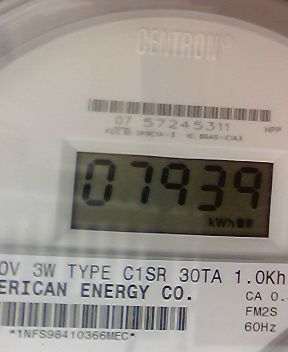 CENTRON®
07 57245311
HPP
07939
kWh
0V 3W TYPE C1SR 30TA 1.0Kh
ERICAN ENERGY CO.
CA 0.
FM2S
*1NFS98410366MEC*
60Hz